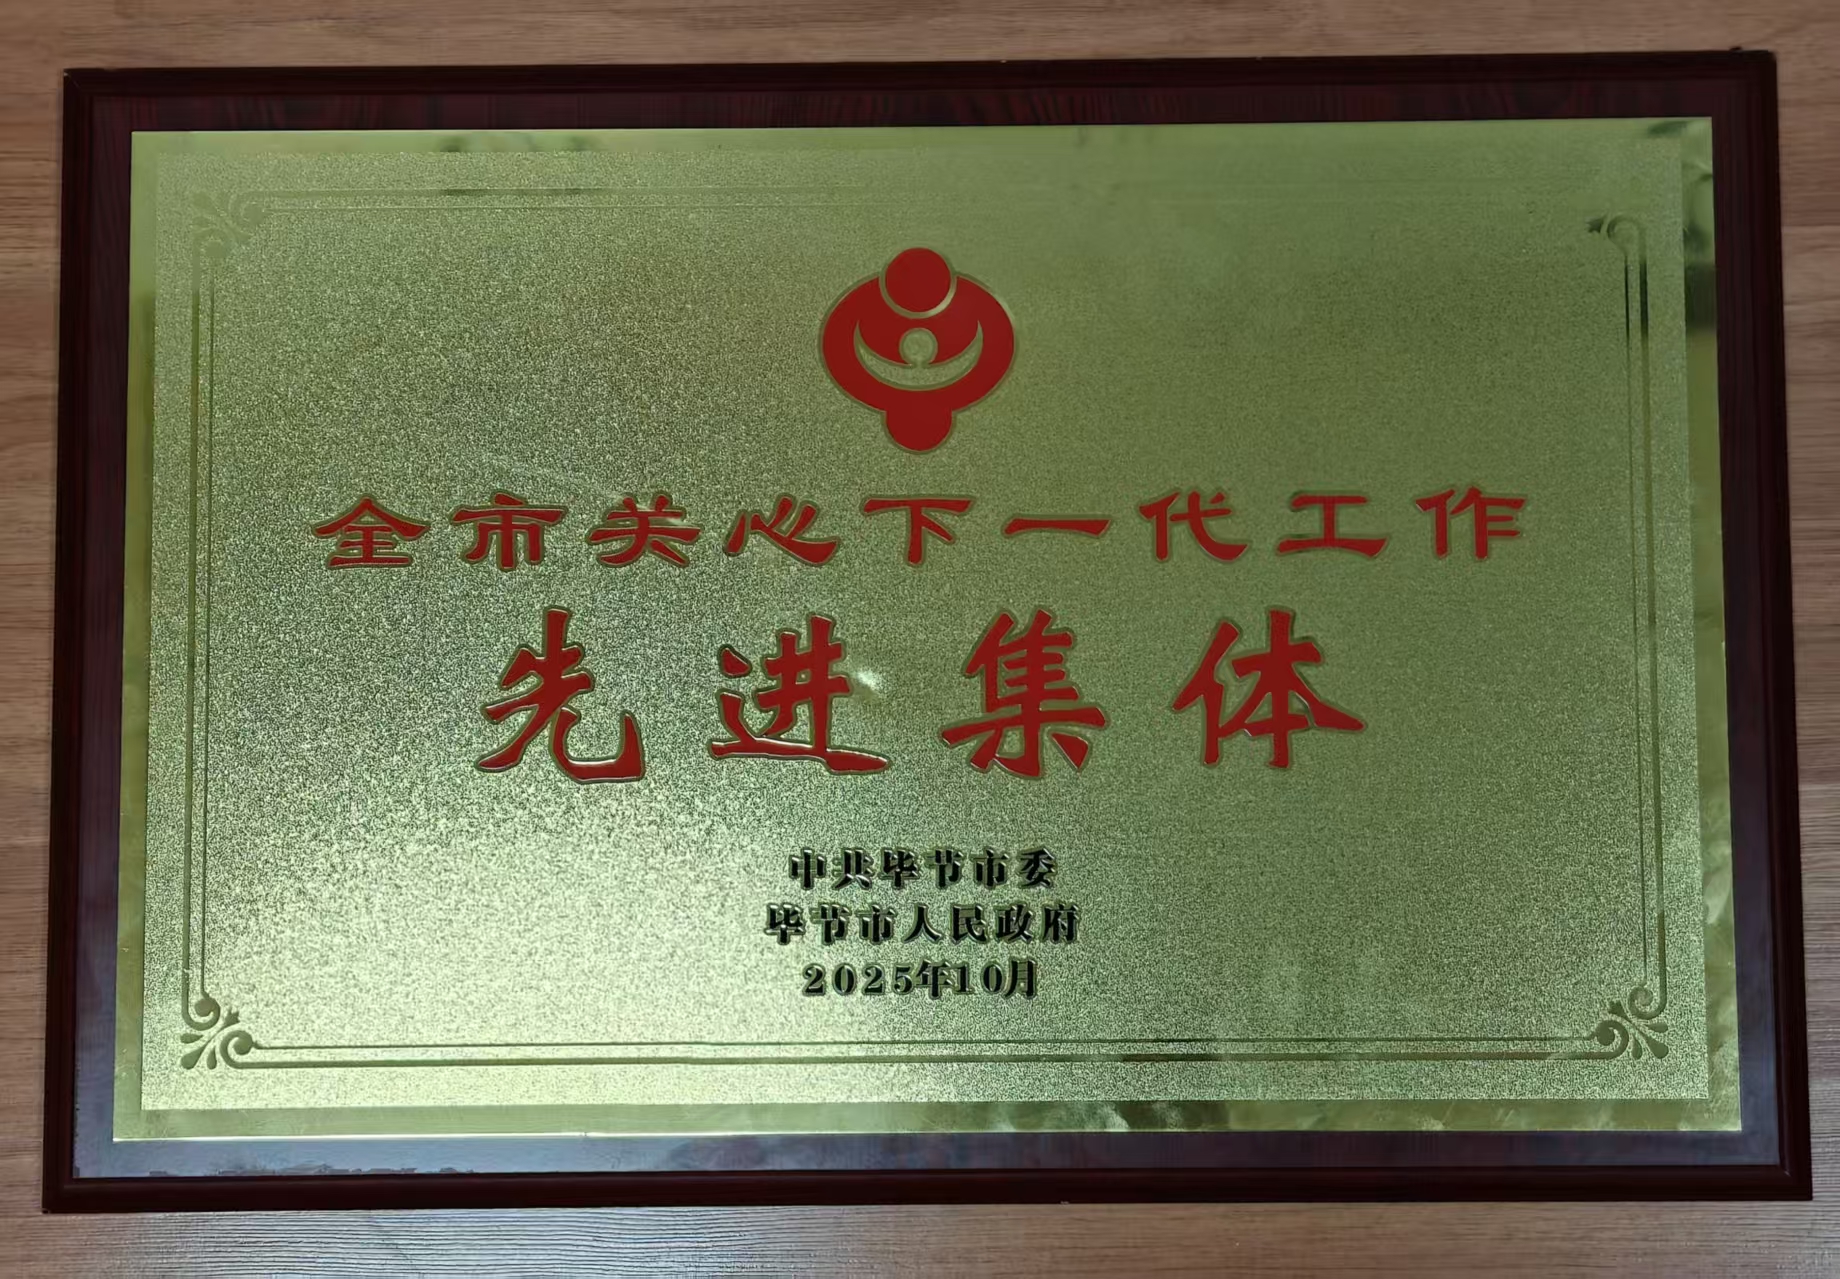 全市关心下一代工作
先进集体
中共毕节市委
毕节市人民政府
2025年10月